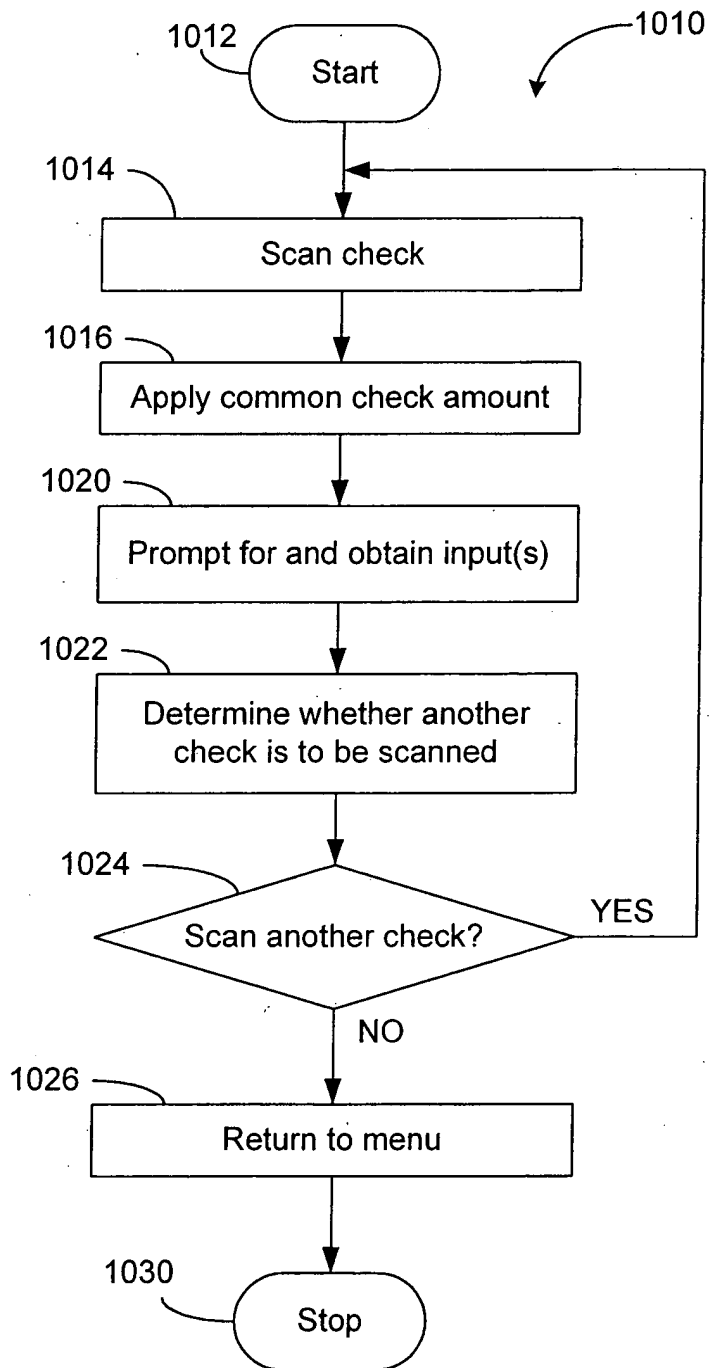 1012
1010
Start
1014
Scan check
1016
Apply common check amount
1020
Prompt for and obtain input(s)
1022
Determine whether another
check is to be scanned
1024
Scan another check?
YES
NO
1026
Return to menu
1030
Stop